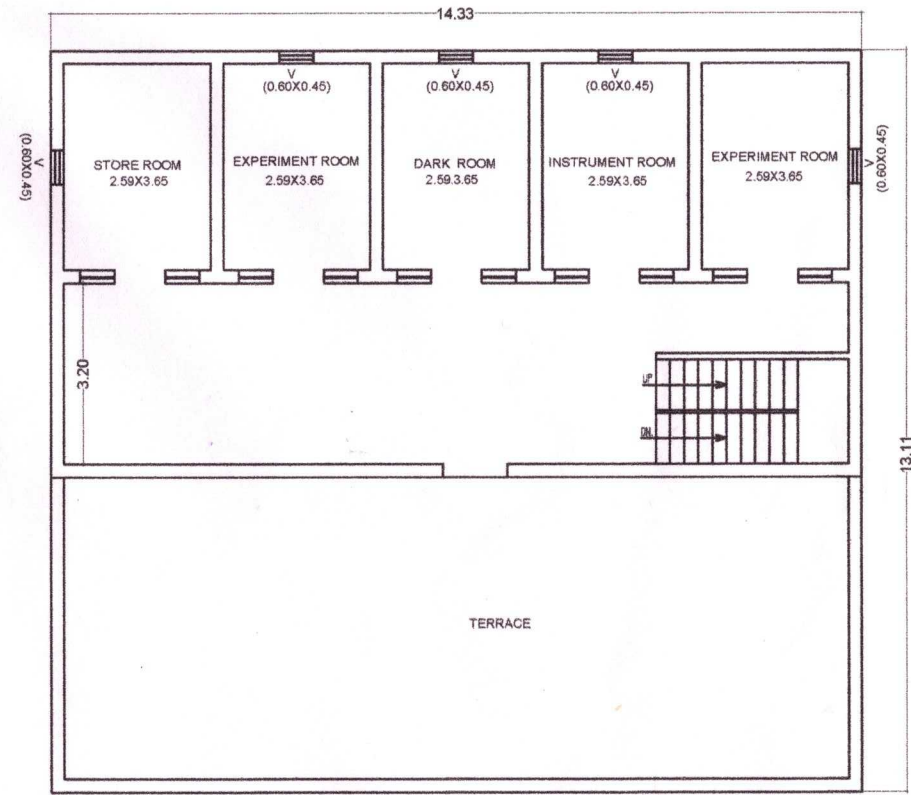 14.33
V
(0.60X0.45)
V
(0.60X0.45)
V
(0.60X0.45)
V
(0.60X0.45)
STORE ROOM
2.59X3.65
EXPERIMENT ROOM
2.59X3.65
DARK ROOM
2.59.3.65
INSTRUMENT ROOM
2.59X3.65
EXPERIMENT ROOM
2.59X3.65
V
(0.60X0.45)
3.20
UP
DN.
13.11
TERRACE